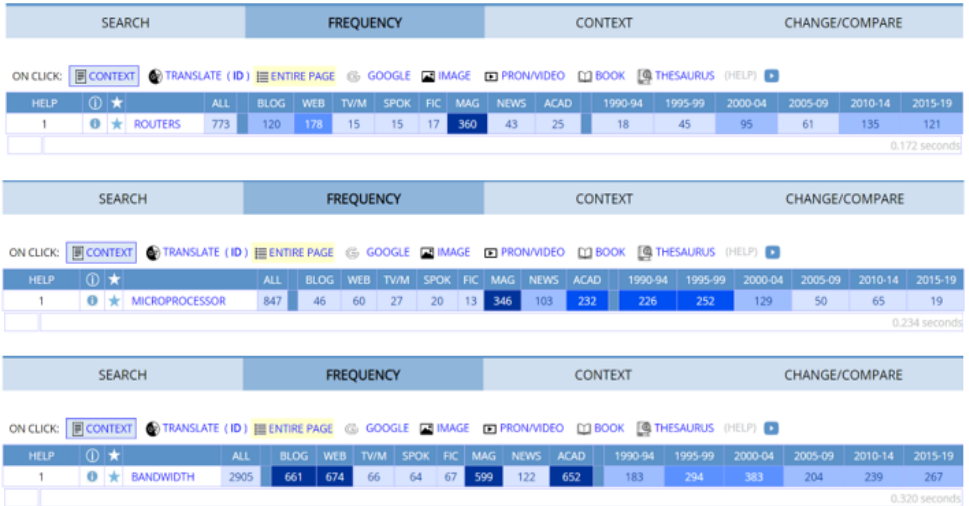 SEARCH FREQUENCY CONTEXT CHANGE/COMPARE
ON CLICK: CONTEXT TRANSLATE ( ID ) ENTIRE PAGE GOOGLE IMAGE PRON/VIDEO BOOK THESAURUS (HELP)
HELP ALL BLOG WEB TV/M SPOK FIC MAG NEWS ACAD 1990-94 1995-99 2000-04 2005-09 2010-14 2015-19
1 ROUTERS 773 120 178 15 15 17 360 43 25 18 45 95 61 135 121
0.172 seconds
SEARCH FREQUENCY CONTEXT CHANGE/COMPARE
ON CLICK: CONTEXT TRANSLATE ( ID ) ENTIRE PAGE GOOGLE IMAGE PRON/VIDEO BOOK THESAURUS (HELP)
HELP ALL BLOG WEB TV/M SPOK FIC MAG NEWS ACAD 1990-94 1995-99 2000-04 2005-09 2010-14 2015-19
1 MICROPROCESSOR 847 46 60 27 20 13 346 103 232 226 252 129 50 65 19
0.234 seconds
SEARCH FREQUENCY CONTEXT CHANGE/COMPARE
ON CLICK: CONTEXT TRANSLATE ( ID ) ENTIRE PAGE GOOGLE IMAGE PRON/VIDEO BOOK THESAURUS (HELP)
HELP ALL BLOG WEB TV/M SPOK FIC MAG NEWS ACAD 1990-94 1995-99 2000-04 2005-09 2010-14 2015-19
1 BANDWIDTH 2905 661 674 66 64 67 599 122 652 183 294 383 204 239 267
0.320 seconds